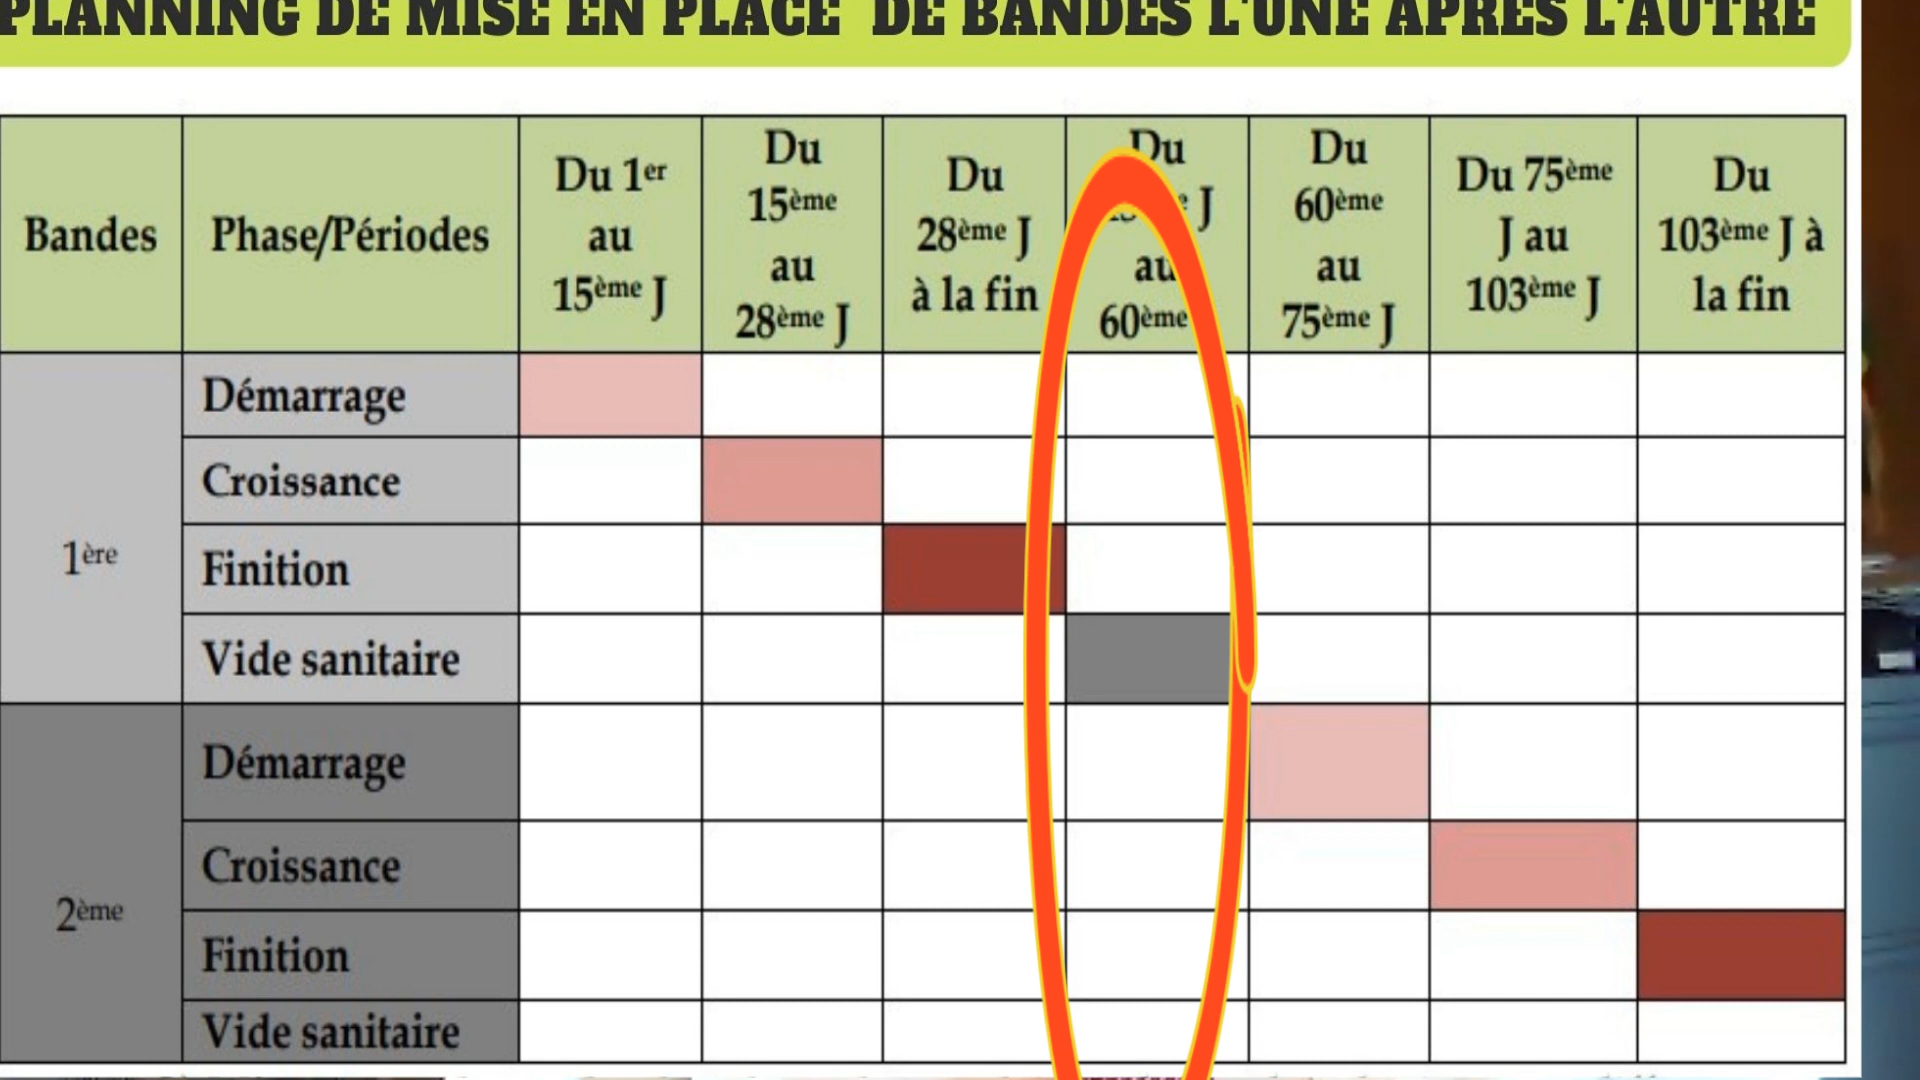 PLANNING DE MISE EN PLACE DE BANDES L'UNE APRES L'AUTRE
Bandes
Phase/Périodes
Du 1er
au
15ème J
Du
15ème
au
28ème J
Du
28ème J
à la fin
Du
J
au
60ème
Du
60ème
au
75ème J
Du 75ème
J au
103ème J
Du
103ème J à
la fin
1ère
Démarrage
Croissance
Finition
Vide sanitaire
2ème
Démarrage
Croissance
Finition
Vide sanitaire